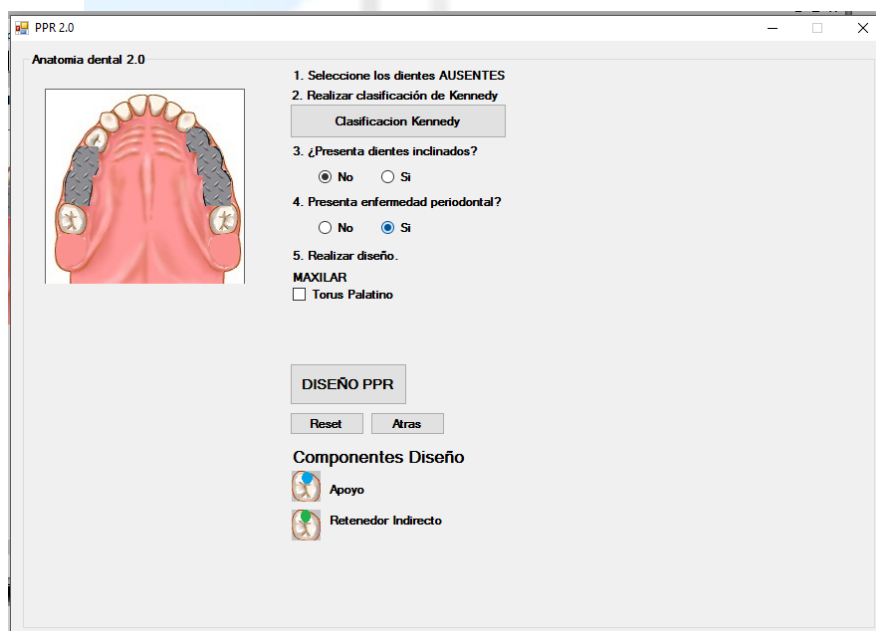 PPR 2.0
Anatomia dental 2.0
1. Seleccione los dientes AUSENTES
2. Realizar clasificación de Kennedy
Clasificacion Kennedy
3. ¿Presenta dientes inclinados?
No Si
4. Presenta enfermedad periodontal?
No Si
5. Realizar diseño.
MAXILAR
Torus Palatino
DISEÑO PPR
Reset Atras
Componentes Diseño
Apoyo
Retenedor Indirecto